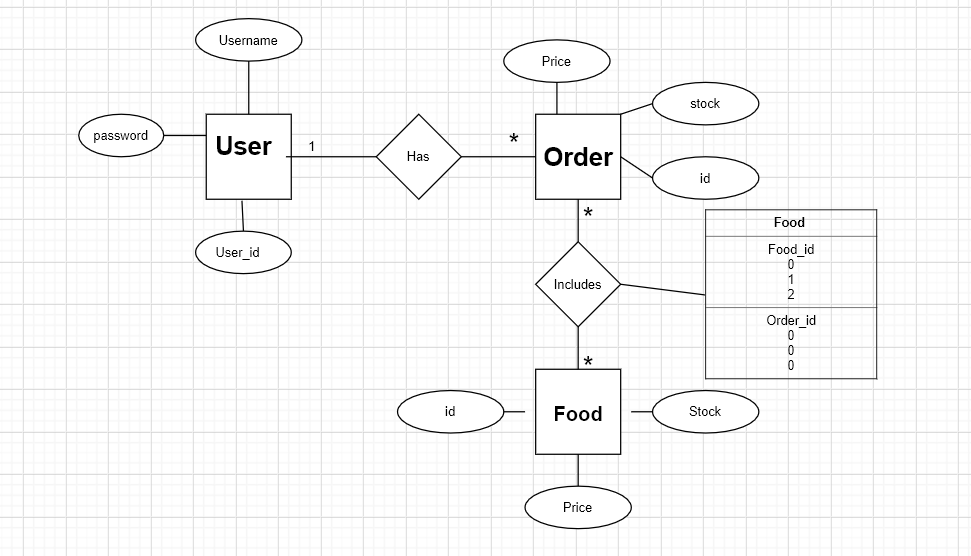 Username
Price
stock
password
User
1
Has
*
Order
id
User_id
*
Food
Food_id
0
1
2
Includes
Order_id
0
0
0
*
id
Food
Stock
Price